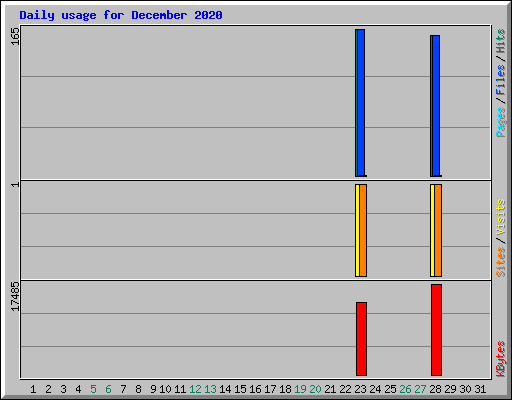 Daily usage for December 2020
165
1
17485
Pages / Files / Hits
Sites / Visits
KBytes
1 2 3 4 5 6 7 8 9 10 11 12 13 14 15 16 17 18 19 20 21 22 23 24 25 26 27 28 29 30 31